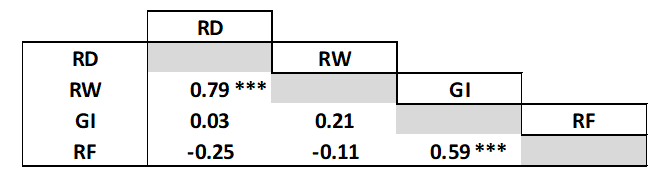 RD
RD RW
RW 0.79 *** GI
GI 0.03 0.21 RF
RF -0.25 -0.11 0.59 ***